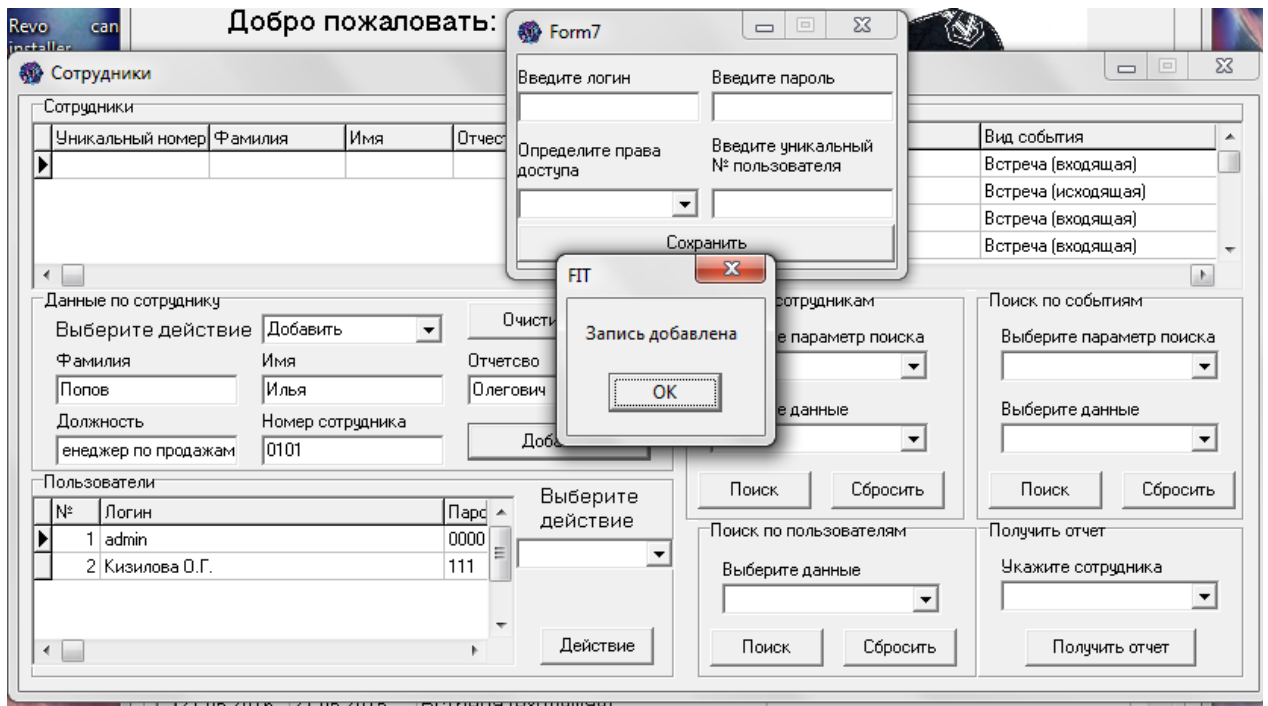 Revo can
installer
Добро пожаловать:
Form7
Введите логин
Введите пароль
Определите права
доступа
Введите уникальный
№ пользователя
Сохранить
FIT
Запись добавлена
OK
Сотрудники
Сотрудники
Уникальный номер Фамилия Имя Отчес
Вид события
Встреча (входящая)
Встреча (исходящая)
Встреча (входящая)
Встреча (входящая)
Данные по сотруднику
Выберите действие Добавить
Очисти
Фамилия Имя Отчетсво
Попов Илья Олегович
Должность Номер сотрудника
енеджер по продажам 0101
Доба
сотрудникам
е параметр поиска
е данные
Поиск Сбросить
Поиск по событиям
Выберите параметр поиска
Выберите данные
Поиск Сбросить
Пользователи
№ Логин Паро
1 admin 0000
2 Кизилова О.Г. 111
Выберите
действие
Действие
Поиск по пользователям
Выберите данные
Поиск Сбросить
Получить отчет
Укажите сотрудника
Получить отчет